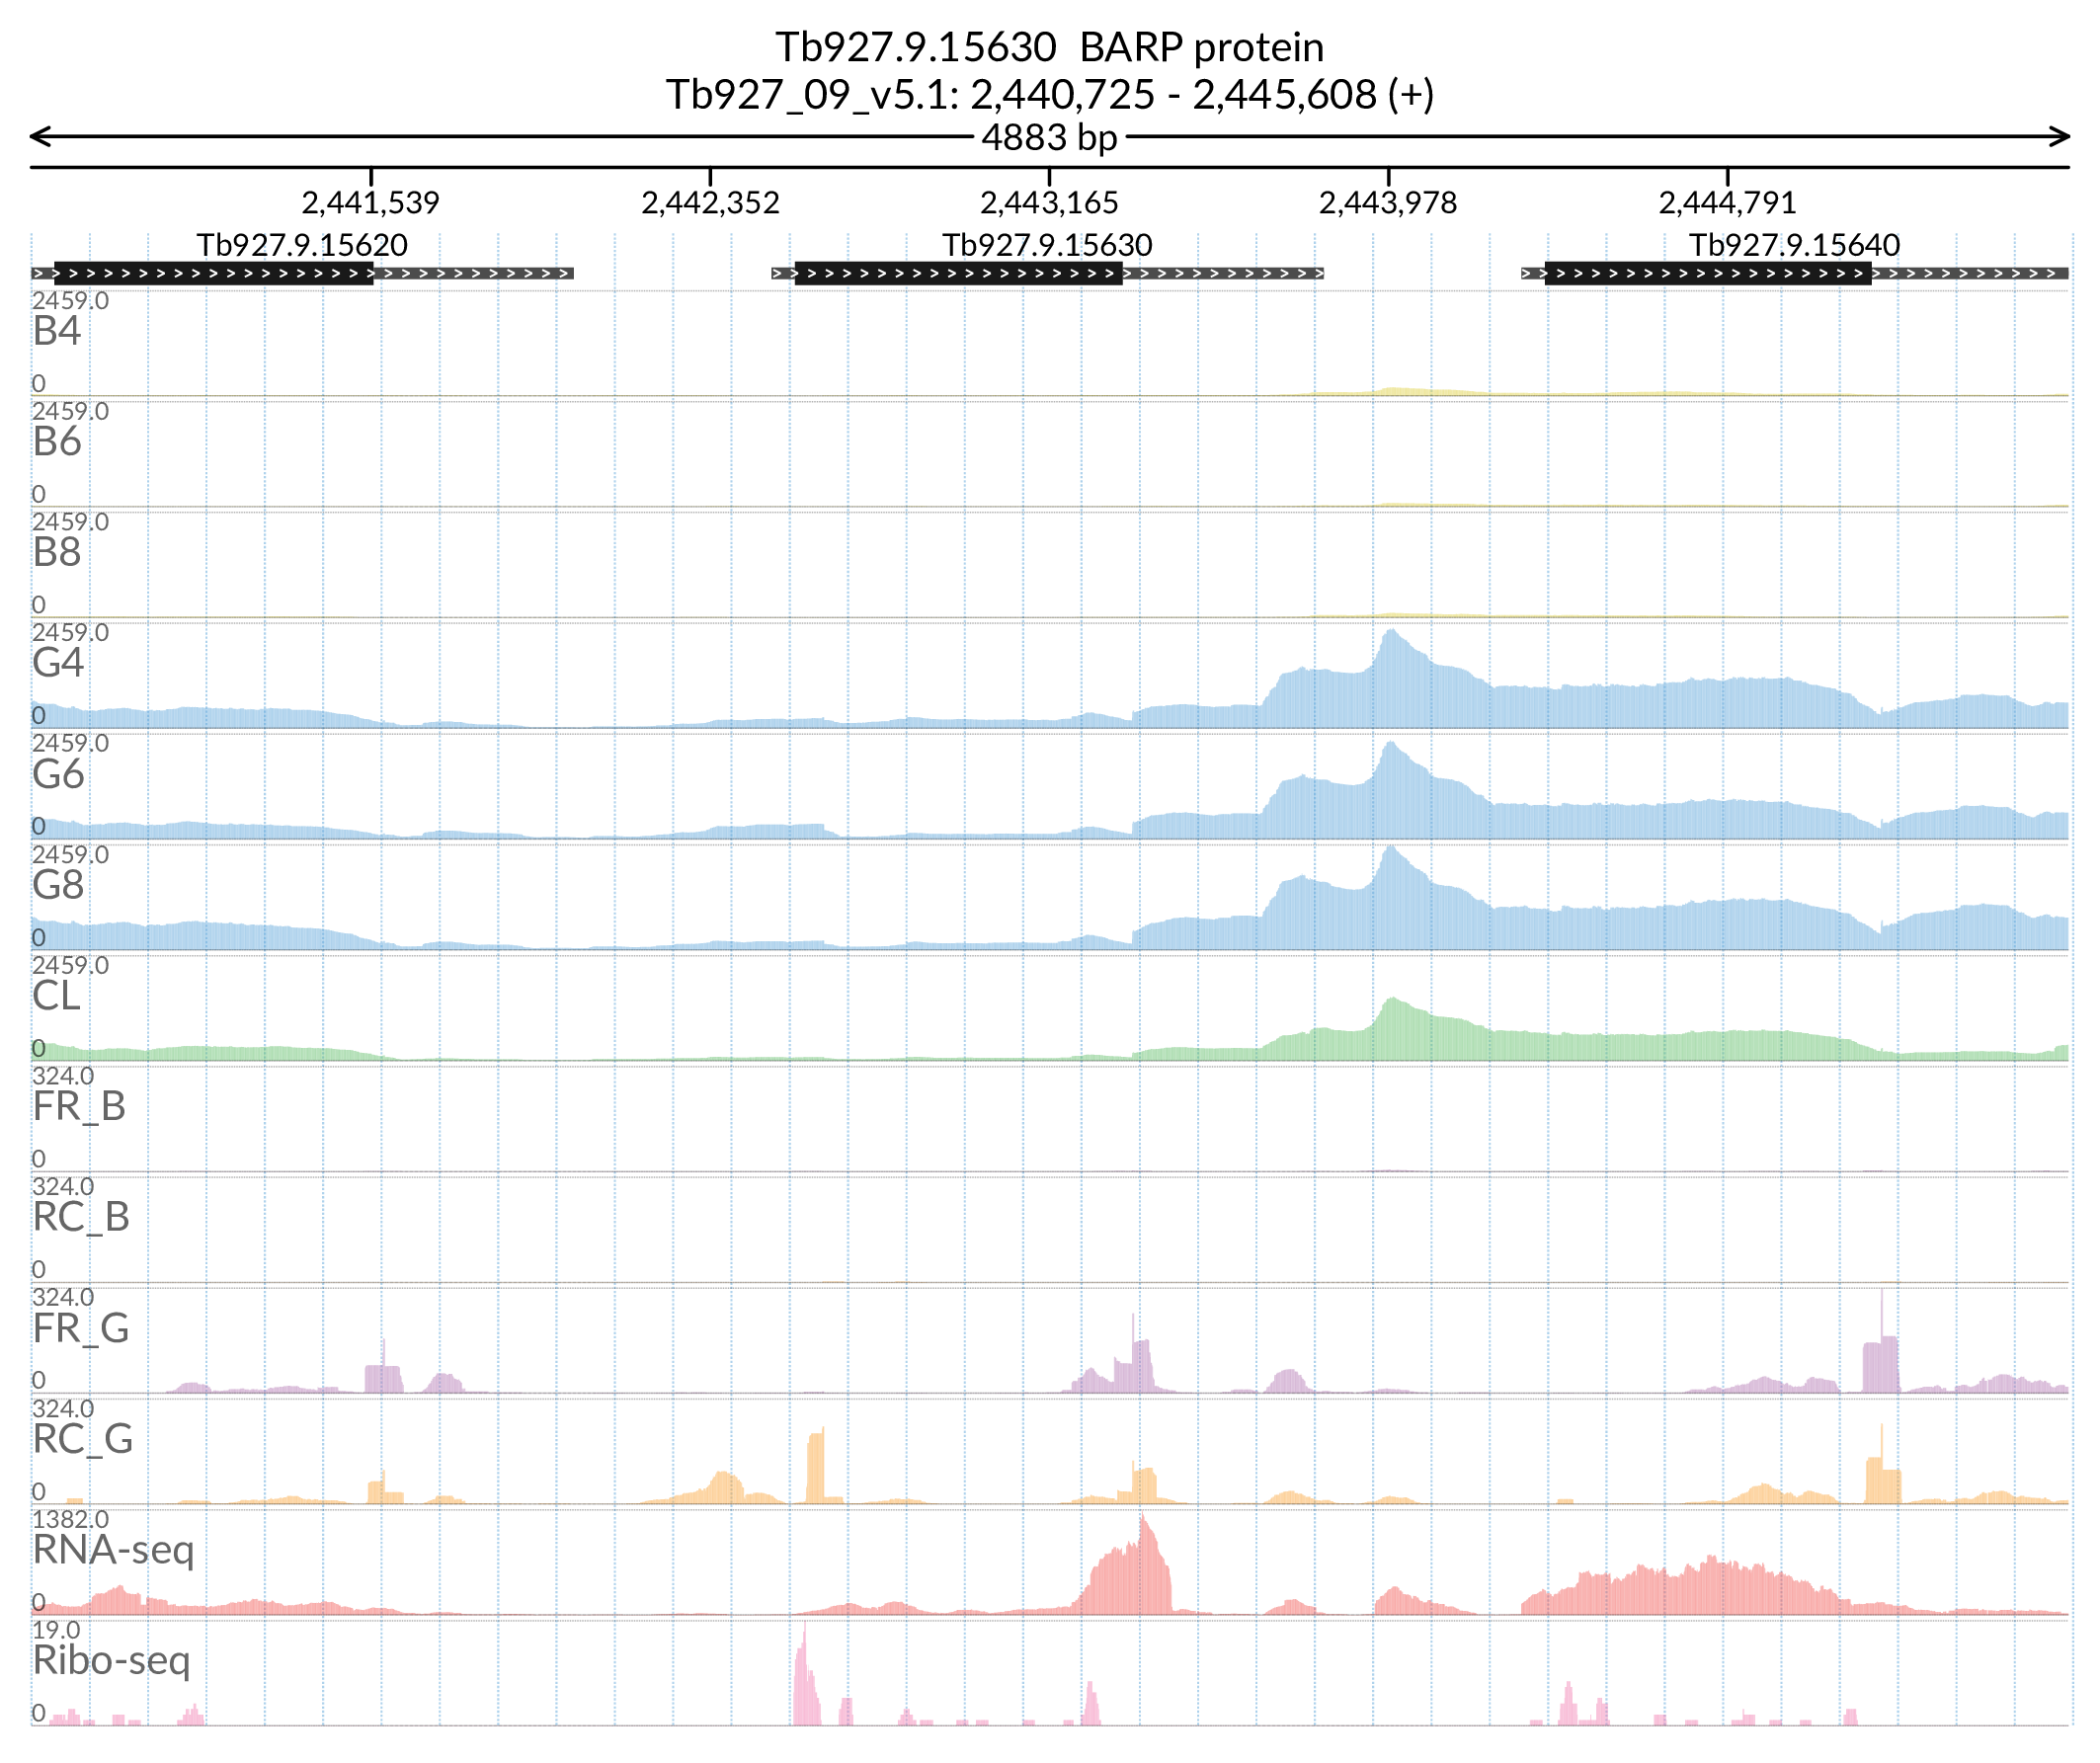 Tb927.9.15630 BARP protein
Tb927_09_v5.1: 2,440,725 - 2,445,608 (+)
4883 bp
2,441,539 2,442,352 2,443,165 2,443,978 2,444,791
Tb927.9.15620 Tb927.9.15630 Tb927.9.15640
2459.0
B4
0
2459.0
B6
0
2459.0
B8
0
2459.0
G4
0
2459.0
G6
0
2459.0
G8
0
2459.0
CL
0
324.0
FR_B
0
324.0
RC_B
0
324.0
FR_G
0
324.0
RC_G
0
1382.0
RNA-seq
0
19.0
Ribo-seq
0